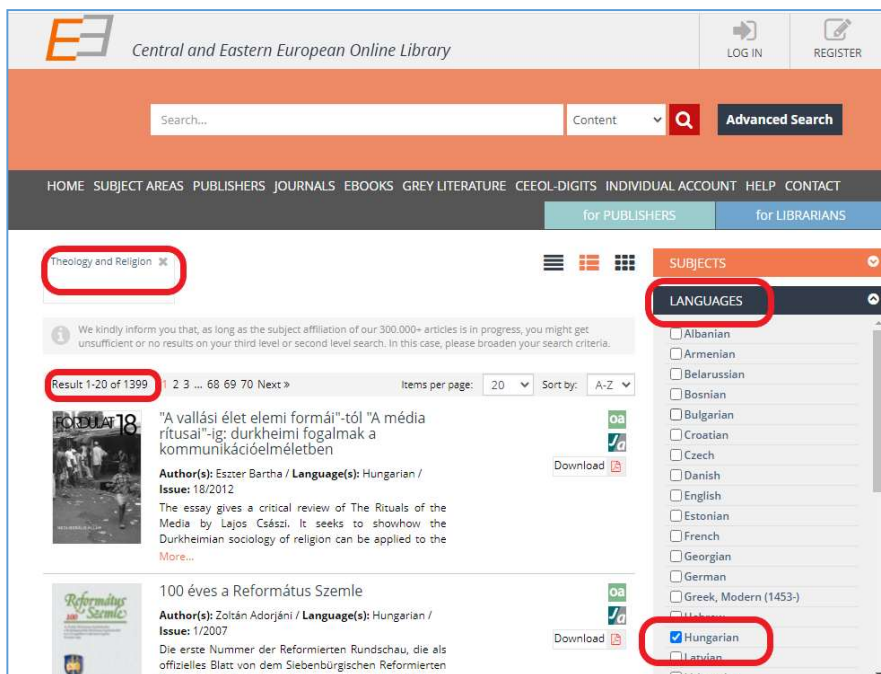 Central and Eastern European Online Library
LOG IN
REGISTER
Search...
Content
Advanced Search
HOME SUBJECT AREAS PUBLISHERS JOURNALS EBOOKS GREY LITERATURE CEEOL-DIGITS INDIVIDUAL ACCOUNT HELP CONTACT
for PUBLISHERS
for LIBRARIANS
Theology and Religion
We kindly inform you that, as long as the subject affiliation of our 300.000+ articles is in progress, you might get
unsufficient or no results on your third level or second level search. In this case, please broaden your search criteria.
Result 1-20 of 1399
1 2 3 ... 68 69 70 Next »
Items per page: 20
Sort by: A-Z
FORDULAT 18
"A vallási élet elemi formái"-tól "A média
rítusai"-ig: durkheimi fogalmak a
kommunikációelméletben
Author(s): Eszter Bartha / Language(s): Hungarian /
Issue: 18/2012
The essay gives a critical review of The Rituals of the
Media by Lajos Császi. It seeks to showhow the
Durkheimian sociology of religion can be applied to the
More...
oa
Ja
Download
Református
Szemle
100
100 éves a Református Szemle
Author(s): Zoltán Adorjáni / Language(s): Hungarian /
Issue: 1/2007
Die erste Nummer der Reformierten Rundschau, die als
offizielles Blatt von dem Siebenbürgischen Reformierten
oa
Ja
Download
SUBJECTS
LANGUAGES
Albanian
Armenian
Belarussian
Bosnian
Bulgarian
Croatian
Czech
Danish
English
Estonian
French
Georgian
German
Greek, Modern (1453-)
Hebrew
Hungarian
Latvian